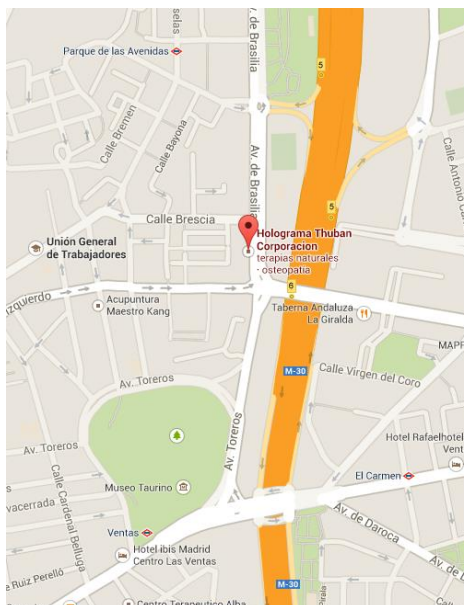 selas
Parque de las Avenidas
Av. de Brasilia
5
Calle Bremen
Calle Bayona
Av. de Brasilia
Calle Antonio
5
Calle Brescia
Holograma Thuban
Corporacion
terapias naturales
- osteopatia
Unión General
de Trabajadores
6
Izquierdo
Acupuntura
Maestro Kang
Taberna Andaluza
La Giralda
MAPF
M-30
Calle Virgen del Coro
Av. Toreros
Av. Toreros
Av. Toreros
Hotel Rafaelhotel
Vent
Calle Cardenal Belluga
Museo Taurino
El Carmen
avacerrada
Ventas
Av. de Daroca
Hotel ibis Madrid
Centro Las Ventas
Av. de D
e Ruiz Perelló
M-30
Centro Terapeutico Alba